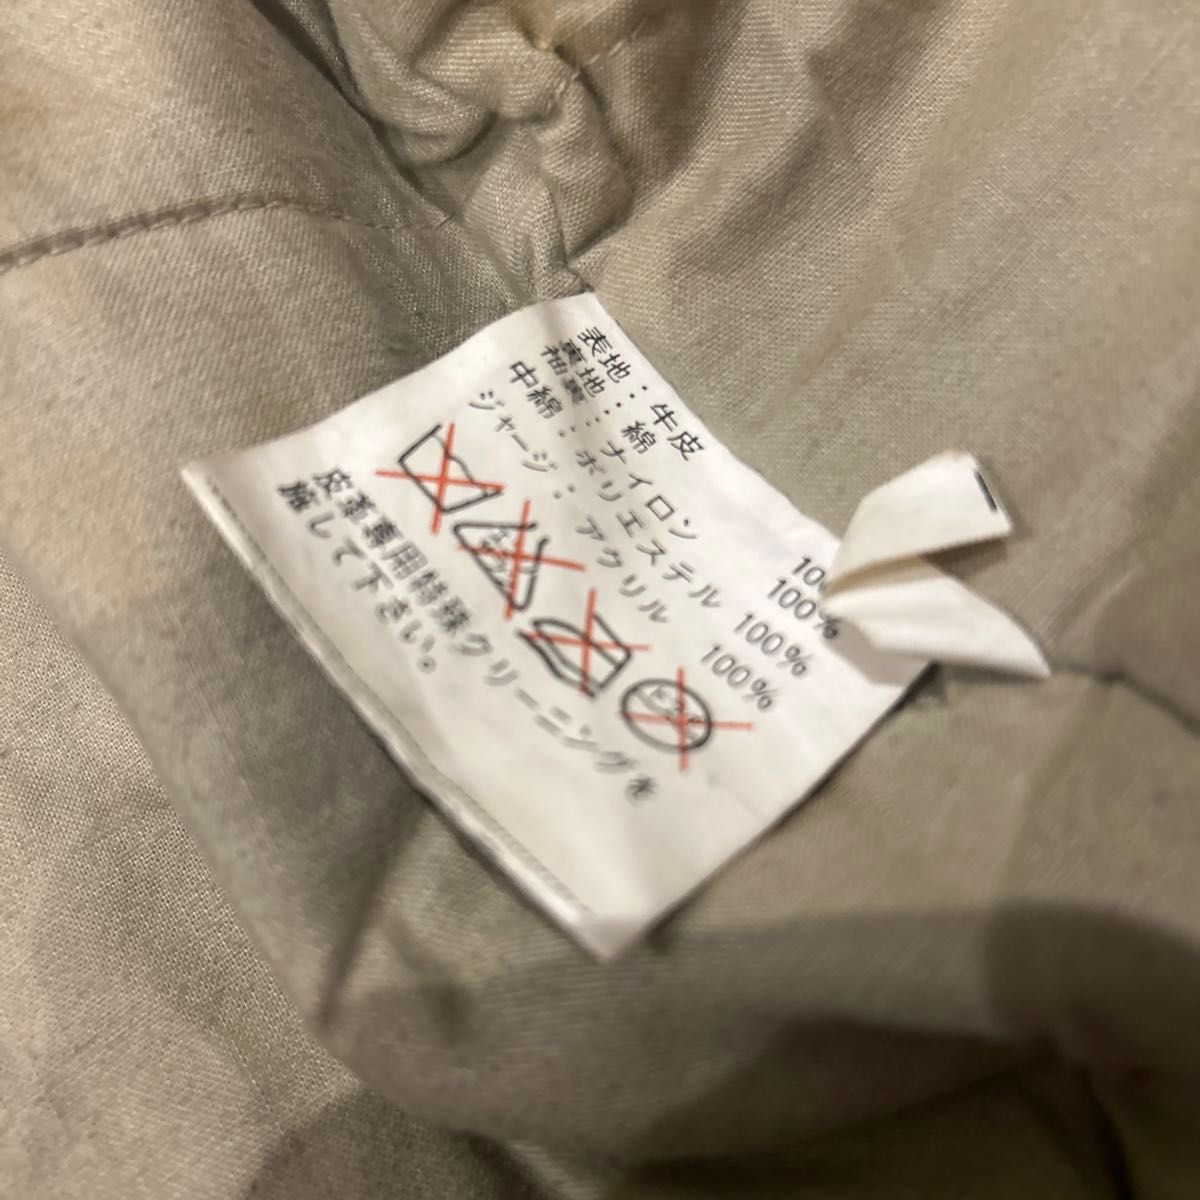 表地：牛皮
裏地：綿
袖裏：ナイロン 100%
中綿：ポリエステル 100%
ジャージ：アクリル 100%
皮革専用特殊クリーニングを
施して下さい。